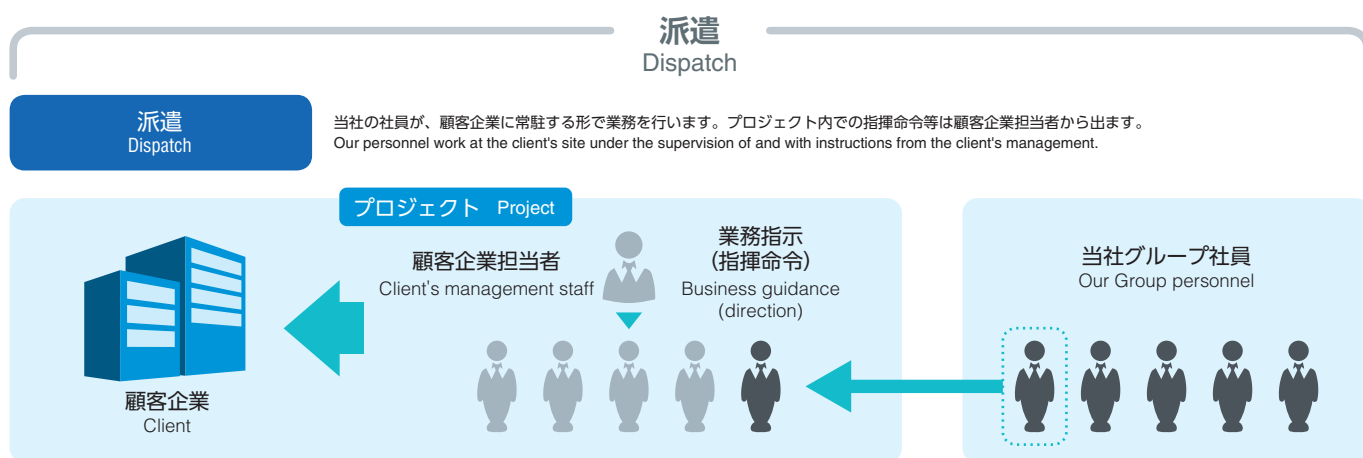 派遣
Dispatch
派遣
Dispatch
当社の社員が、顧客企業に常駐する形で業務を行います。プロジェクト内での指揮命令等は顧客企業担当者から出ます。
Our personnel work at the client's site under the supervision of and with instructions from the client's management.
プロジェクト Project
顧客企業担当者
Client's management staff
業務指示
(指揮命令)
Business guidance
(direction)
顧客企業
Client
当社グループ社員
Our Group personnel